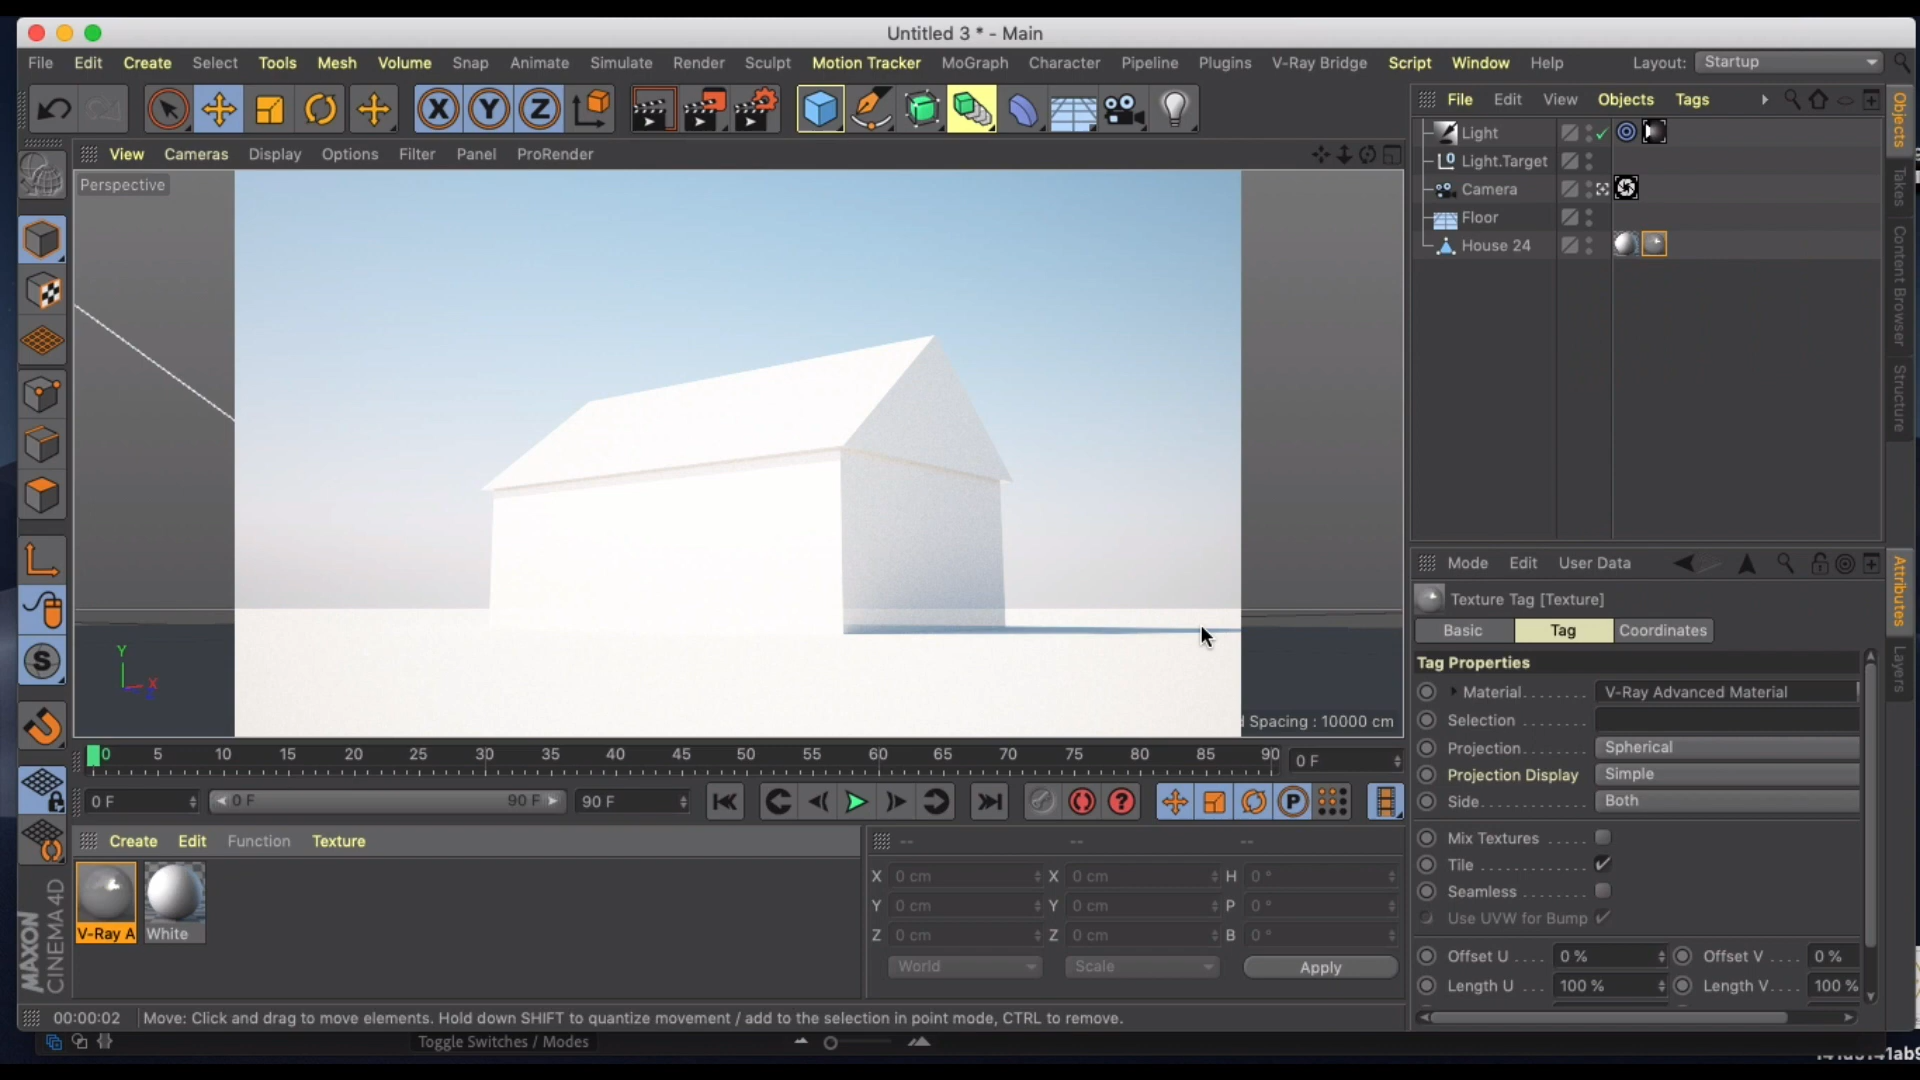 Untitled 3 * - Main
File Edit Create Select Tools Mesh Volume Snap Animate Simulate Render Sculpt Motion Tracker MoGraph Character Pipeline Plugins V-Ray Bridge Script Window Help Layout: Startup
X Y Z
File Edit View Objects Tags
View Cameras Display Options Filter Panel ProRender
Perspective
Light
Light.Target
Camera
Floor
House 24
Objects
Takes
Content Browser
Structure
Mode Edit User Data
Texture Tag [Texture]
Basic Tag Coordinates
Tag Properties
Material........ V-Ray Advanced Material
Selection .......
Projection....... Spherical
Projection Display Simple
Side............. Both
Mix Textures .....
Tile ............
Seamless ........
Use UVW for Bump
Offset U .... 0 % Offset V .... 0 %
Length U .... 100 % Length V.... 100 %
Attributes
Layers
Y
X
Spacing : 10000 cm
0 5 10 15 20 25 30 35 40 45 50 55 60 65 70 75 80 85 90 0 F
0 F 0 F 90 F 90 F
? P
S
Create Edit Function Texture
V-Ray A White
-- -- --
X 0 cm X 0 cm H 0 °
Y 0 cm Y 0 cm P 0 °
Z 0 cm Z 0 cm B 0 °
World Scale Apply
MAXON
CINEMA 4D
00:00:02 Move: Click and drag to move elements. Hold down SHIFT to quantize movement / add to the selection in point mode, CTRL to remove.
Toggle Switches / Modes